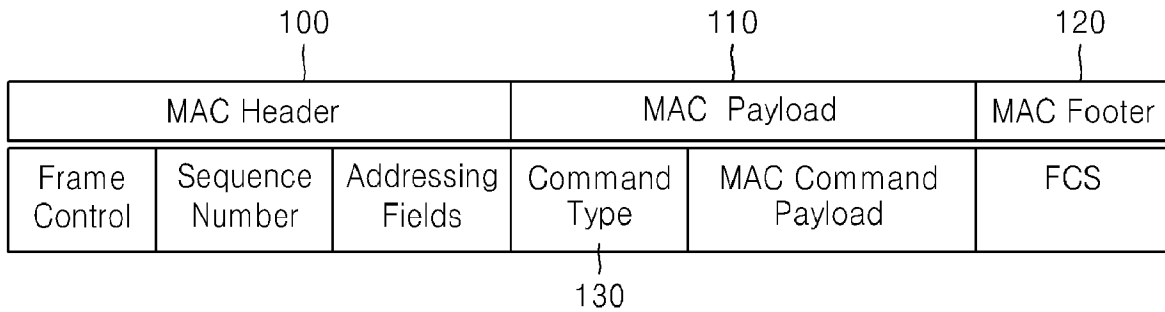 100
110
120
MAC Header
MAC Payload
MAC Footer
Frame
Control
Sequence
Number
Addressing
Fields
Command
Type
MAC Command
Payload
FCS
130